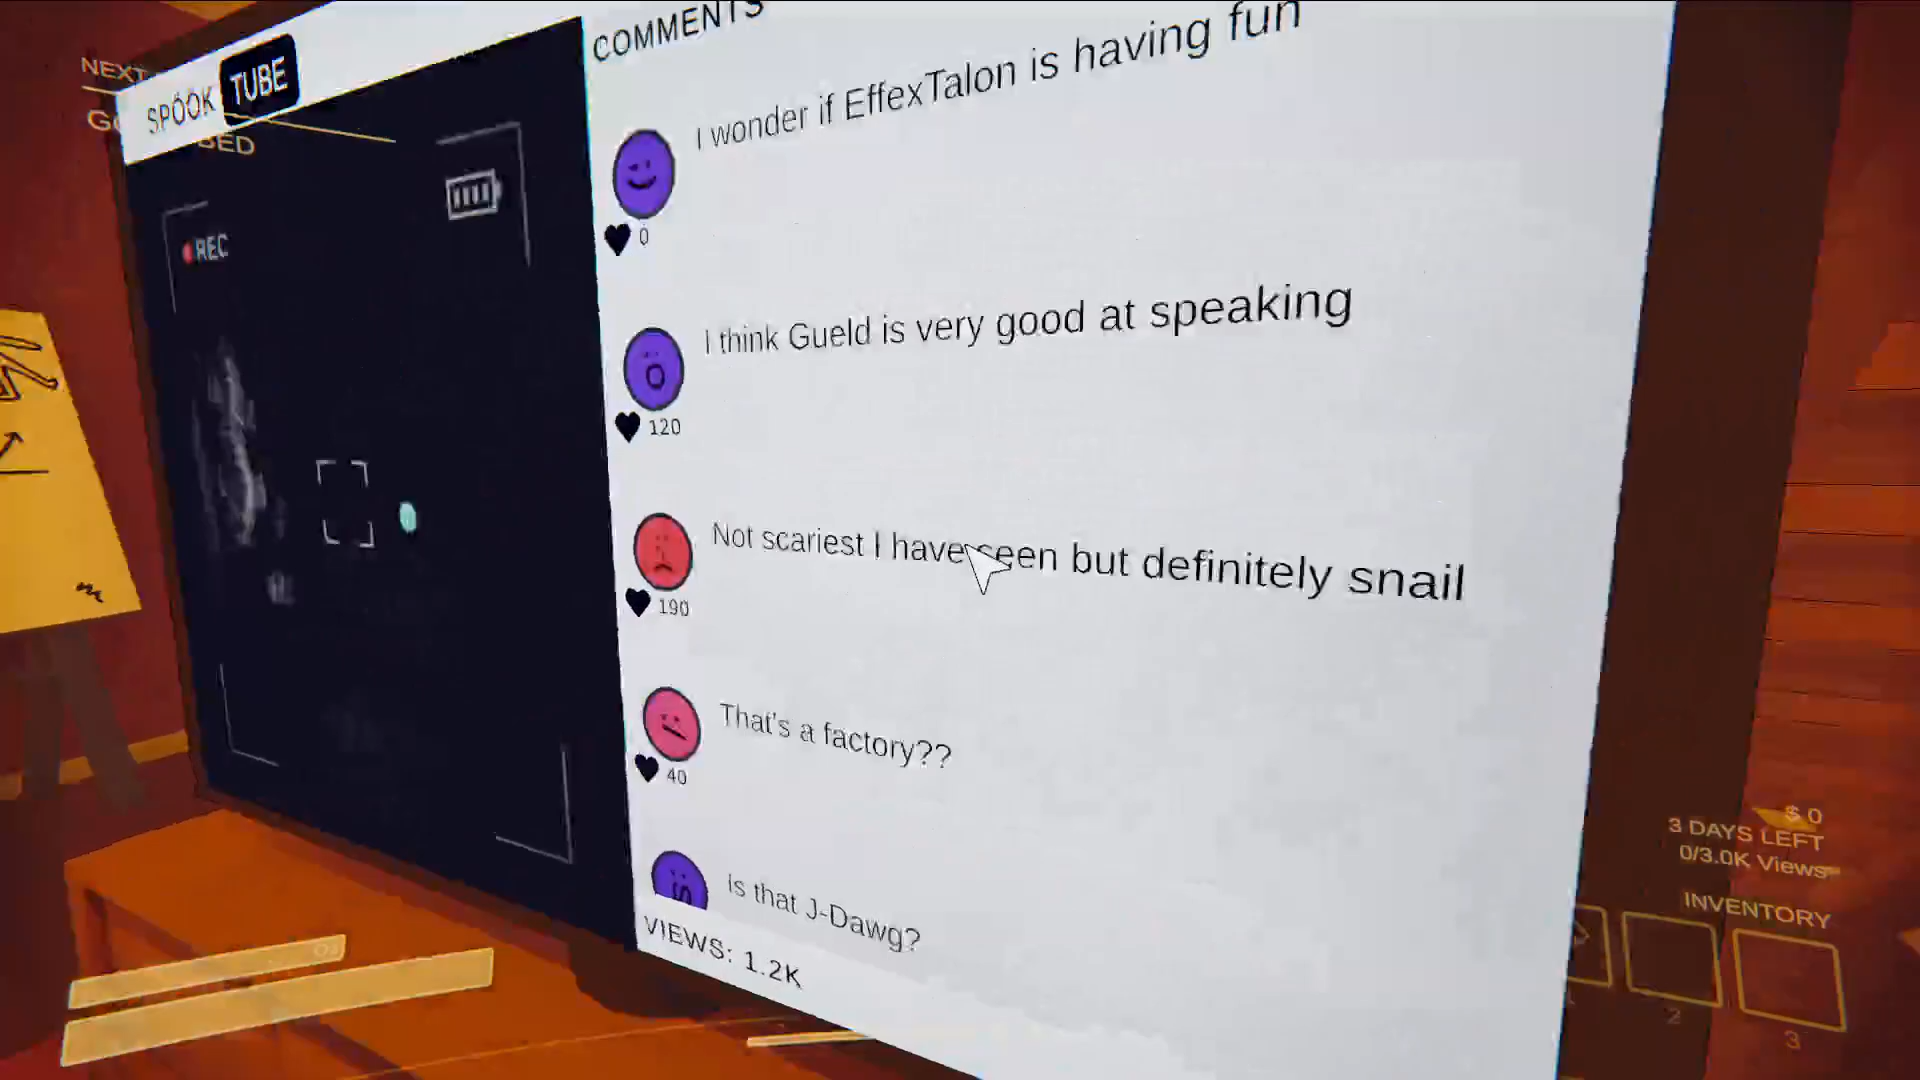 NEXT
SPÖÖK TUBE
BED
REC
COMMENTS
I wonder if EffexTalon is having fun
0
I think Gueld is very good at speaking
120
Not scariest I have seen but definitely snail
190
That's a factory??
40
is that J-Dawg?
VIEWS: 1.2K
$ 0
3 DAYS LEFT
0/3.0K Views
INVENTORY
1
2
3